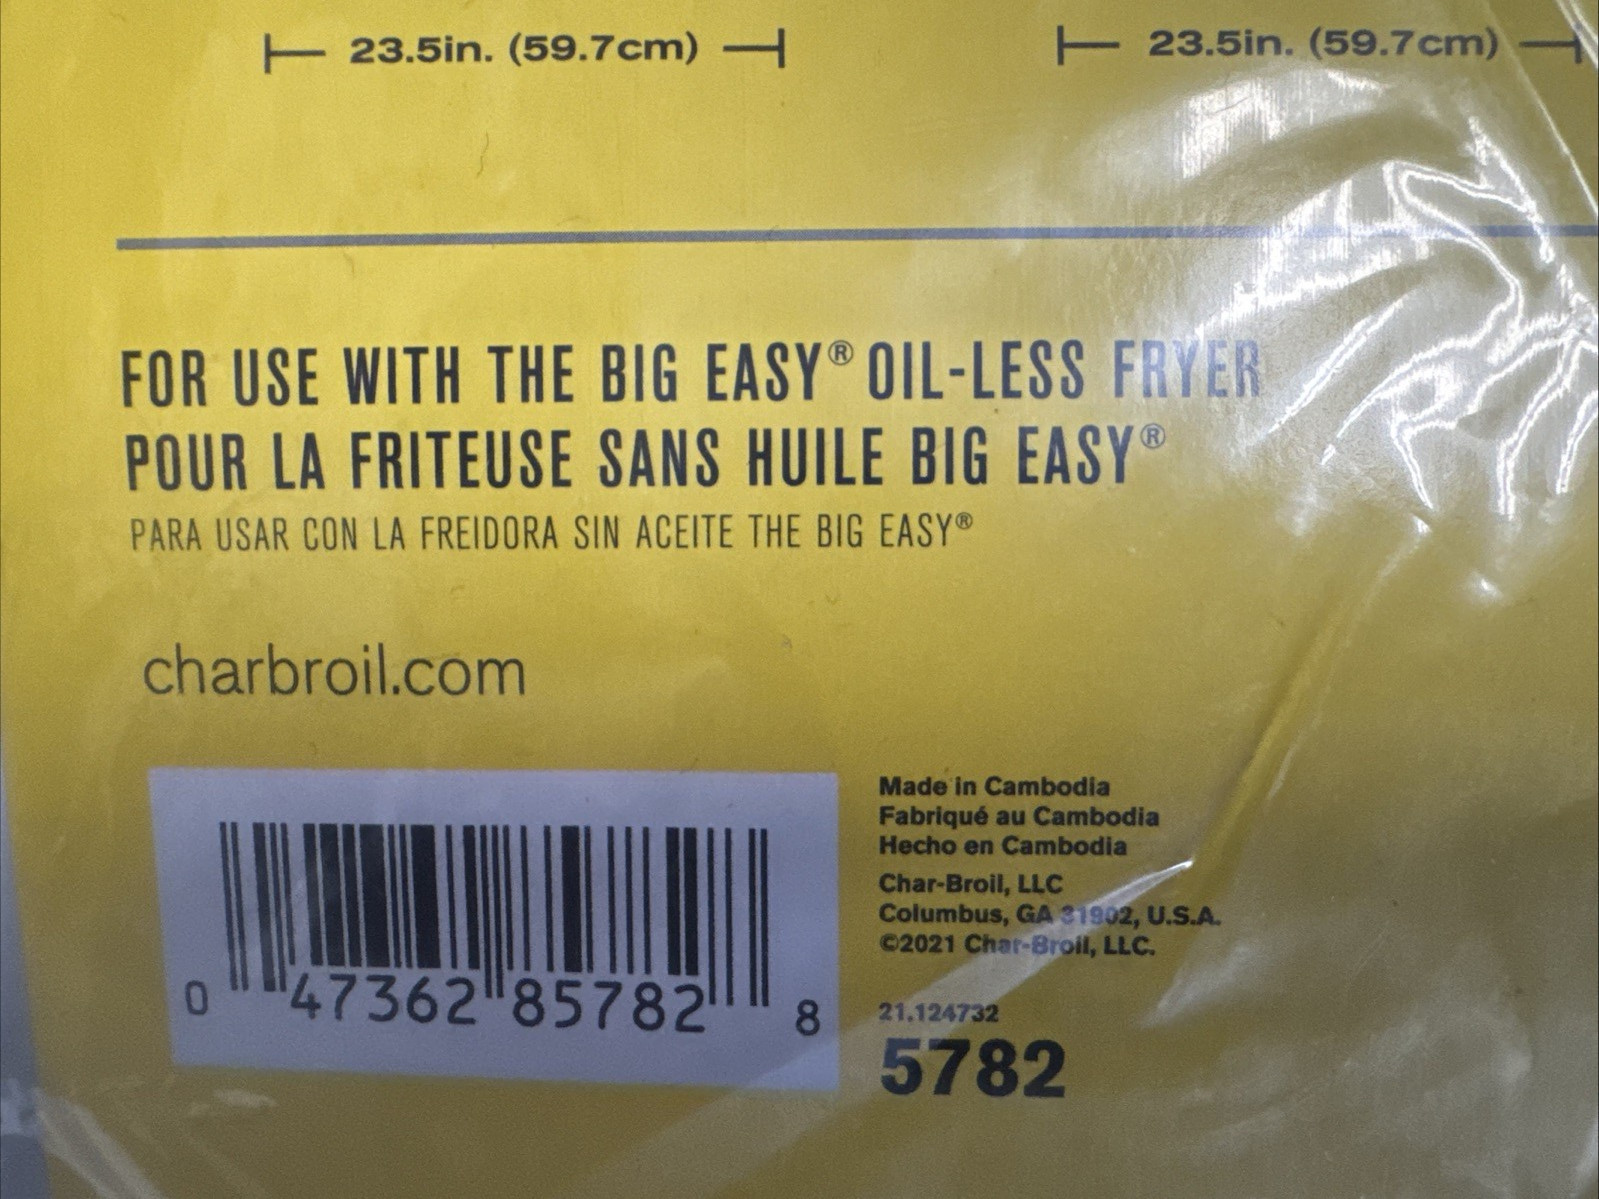 23.5in. (59.7cm) 23.5in. (59.7cm)
FOR USE WITH THE BIG EASY® OIL-LESS FRYER
POUR LA FRITEUSE SANS HUILE BIG EASY®
PARA USAR CON LA FREIDORA SIN ACEITE THE BIG EASY®
charbroil.com
0 47362 85782 8
Made in Cambodia
Fabriqué au Cambodia
Hecho en Cambodia
Char-Broil, LLC
Columbus, GA 31902, U.S.A.
©2021 Char-Broil, LLC.
21.124732
5782